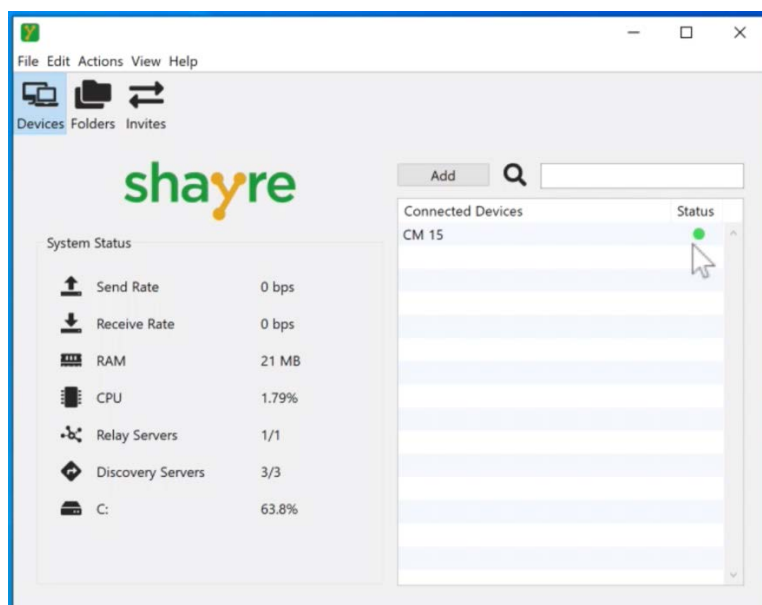 File Edit Actions View Help
Devices Folders Invites
shayre
Add
Connected Devices Status
CM 15
System Status
Send Rate 0 bps
Receive Rate 0 bps
RAM 21 MB
CPU 1.79%
Relay Servers 1/1
Discovery Servers 3/3
C: 63.8%